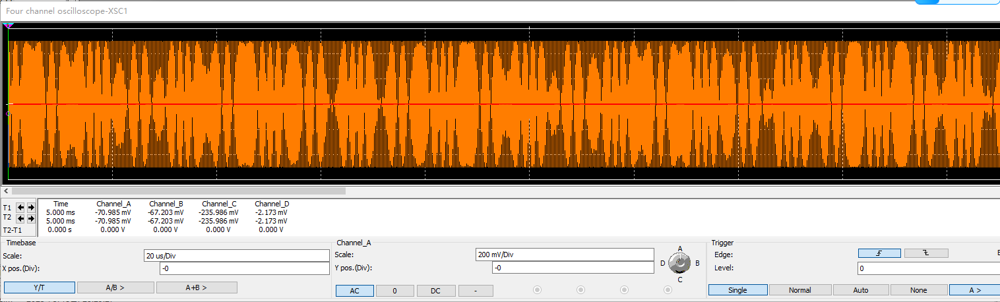 Four channel oscilloscope-XSC1
Time Channel_A Channel_B Channel_C Channel_D
T1 5.000 ms -70.985 mV -67.203 mV -235.986 mV -2.173 mV
T2 5.000 ms -70.985 mV -67.203 mV -235.986 mV -2.173 mV
T2-T1 0.000 s 0.000 V 0.000 V 0.000 V 0.000 V
Timebase
Scale: 20 us/Div
X pos.(Div): -0
Y/T A/B > A+B >
Channel_A
Scale: 200 mV/Div
Y pos.(Div): -0
AC 0 DC -
A
D B
C
Trigger
Edge:
Level: 0
Single Normal Auto None A >